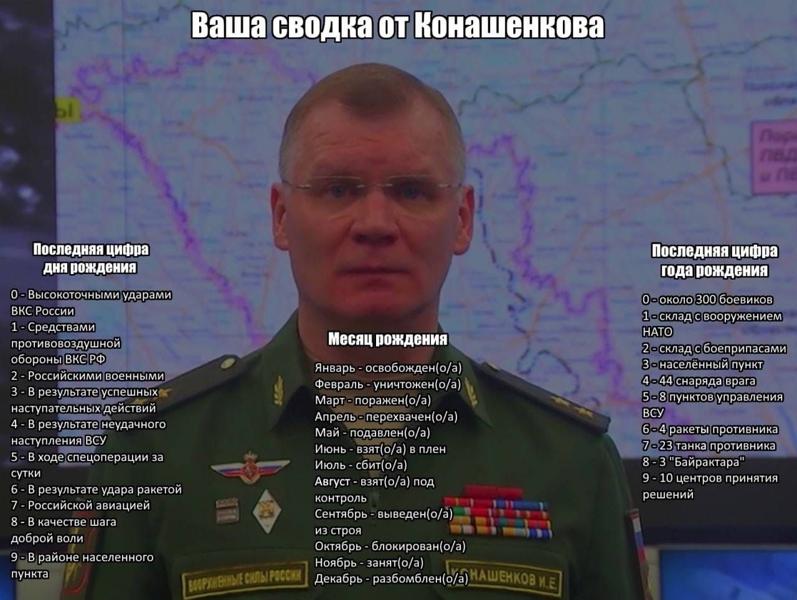 Ваша сводка от Конашенкова
ы
Последняя цифра
дня рождения
0 - Высокоточными ударами
ВКС России
1 - Средствами
противовоздушной
обороны ВКС РФ
2 - Российскими военными
3 - В результате успешных
наступательных действий
4 - В результате неудачного
наступления ВСУ
5 - В ходе спецоперации за
сутки
6 - В результате удара ракетой
7 - Российской авиацией
8 - В качестве шага
доброй воли
9 - В районе населенного
пункта
Месяц рождения
Январь - освобожден(о/а)
Февраль - уничтожен(о/а)
Март - поражен(о/а)
Апрель - перехвачен(о/а)
Май - подавлен(о/а)
Июнь - взят(о/а) в плен
Июль - сбит(о/а)
Август - взят(о/а) под
контроль
Сентябрь - выведен(о/а)
из строя
Октябрь - блокирован(о/а)
Ноябрь - занят(о/а)
Декабрь - разбомблен(о/а)
Последняя цифра
года рождения
0 - около 300 боевиков
1 - склад с вооружением
НАТО
2 - склад с боеприпасами
3 - населённый пункт
4 - 44 снаряда врага
5 - 8 пунктов управления
ВСУ
6 - 4 ракеты противника
7 - 23 танка противника
8 - 3 "Байрактара"
9 - 10 центров принятия
решений
ВООРУЖЕННЫЕ СИЛЫ РОССИИ
КОНАШЕНКОВ И.Е.